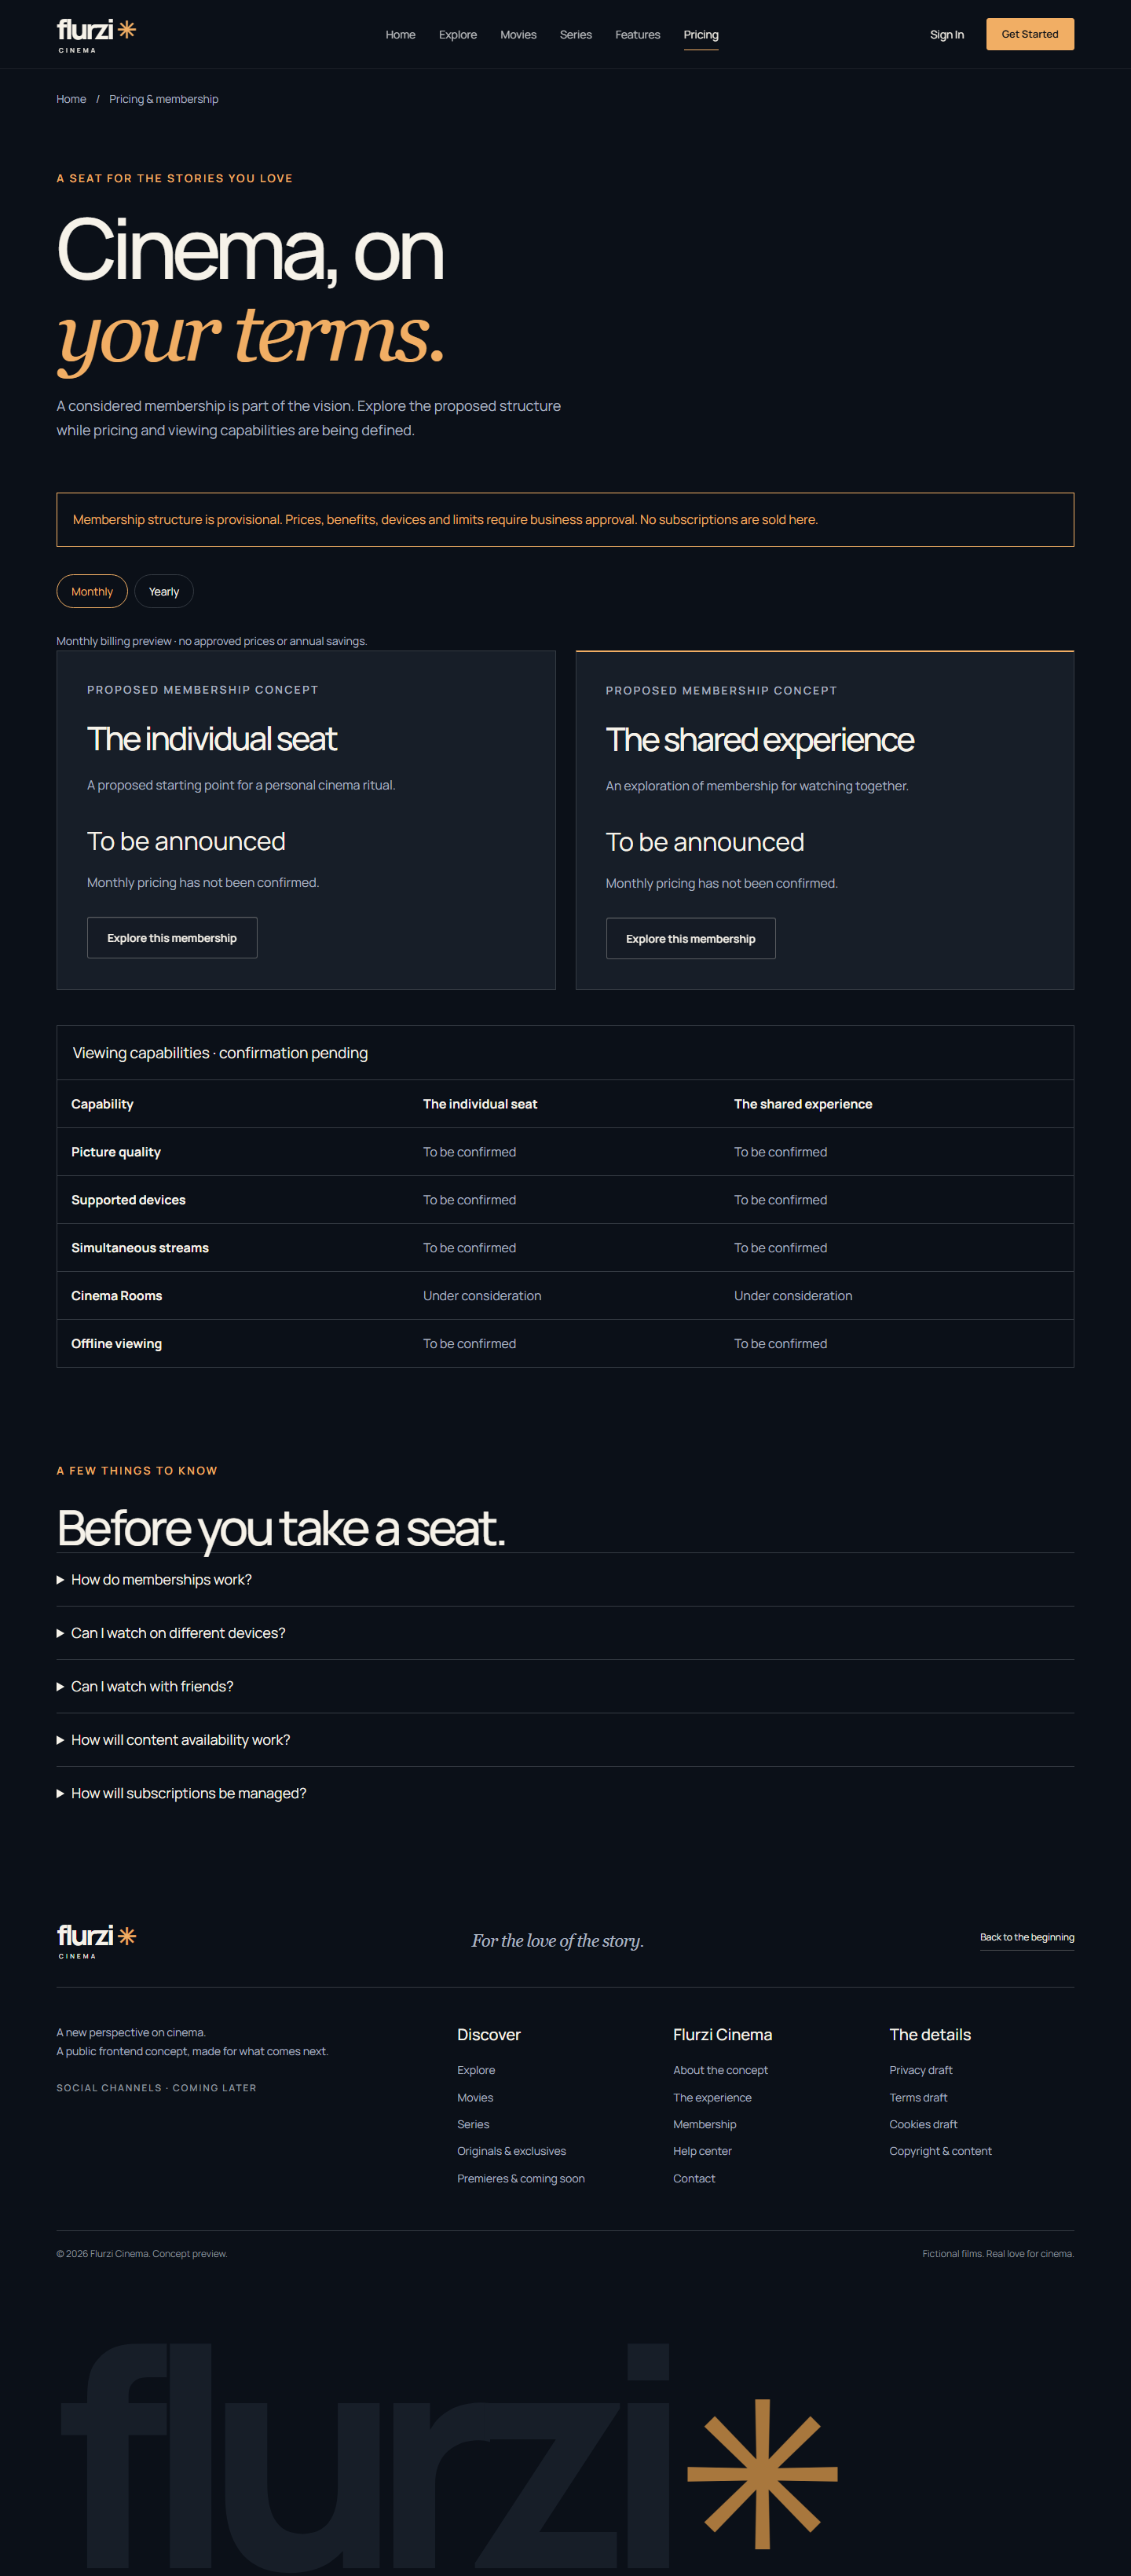 flurzi
CINEMA
Home Explore Movies Series Features Pricing
Sign In Get Started
Home / Pricing & membership
A SEAT FOR THE STORIES YOU LOVE
Cinema, on
your terms.
A considered membership is part of the vision. Explore the proposed structure
while pricing and viewing capabilities are being defined.
Membership structure is provisional. Prices, benefits, devices and limits require business approval. No subscriptions are sold here.
Monthly Yearly
Monthly billing preview · no approved prices or annual savings.
PROPOSED MEMBERSHIP CONCEPT
The individual seat
A proposed starting point for a personal cinema ritual.
To be announced
Monthly pricing has not been confirmed.
Explore this membership
PROPOSED MEMBERSHIP CONCEPT
The shared experience
An exploration of membership for watching together.
To be announced
Monthly pricing has not been confirmed.
Explore this membership
Viewing capabilities · confirmation pending
Capability The individual seat The shared experience
Picture quality To be confirmed To be confirmed
Supported devices To be confirmed To be confirmed
Simultaneous streams To be confirmed To be confirmed
Cinema Rooms Under consideration Under consideration
Offline viewing To be confirmed To be confirmed
A FEW THINGS TO KNOW
Before you take a seat.
How do memberships work?
Can I watch on different devices?
Can I watch with friends?
How will content availability work?
How will subscriptions be managed?
flurzi
CINEMA
For the love of the story.
Back to the beginning
A new perspective on cinema.
A public frontend concept, made for what comes next.
SOCIAL CHANNELS · COMING LATER
Discover
Explore
Movies
Series
Originals & exclusives
Premieres & coming soon
Flurzi Cinema
About the concept
The experience
Membership
Help center
Contact
The details
Privacy draft
Terms draft
Cookies draft
Copyright & content
© 2026 Flurzi Cinema. Concept preview.
Fictional films. Real love for cinema.
flurzi